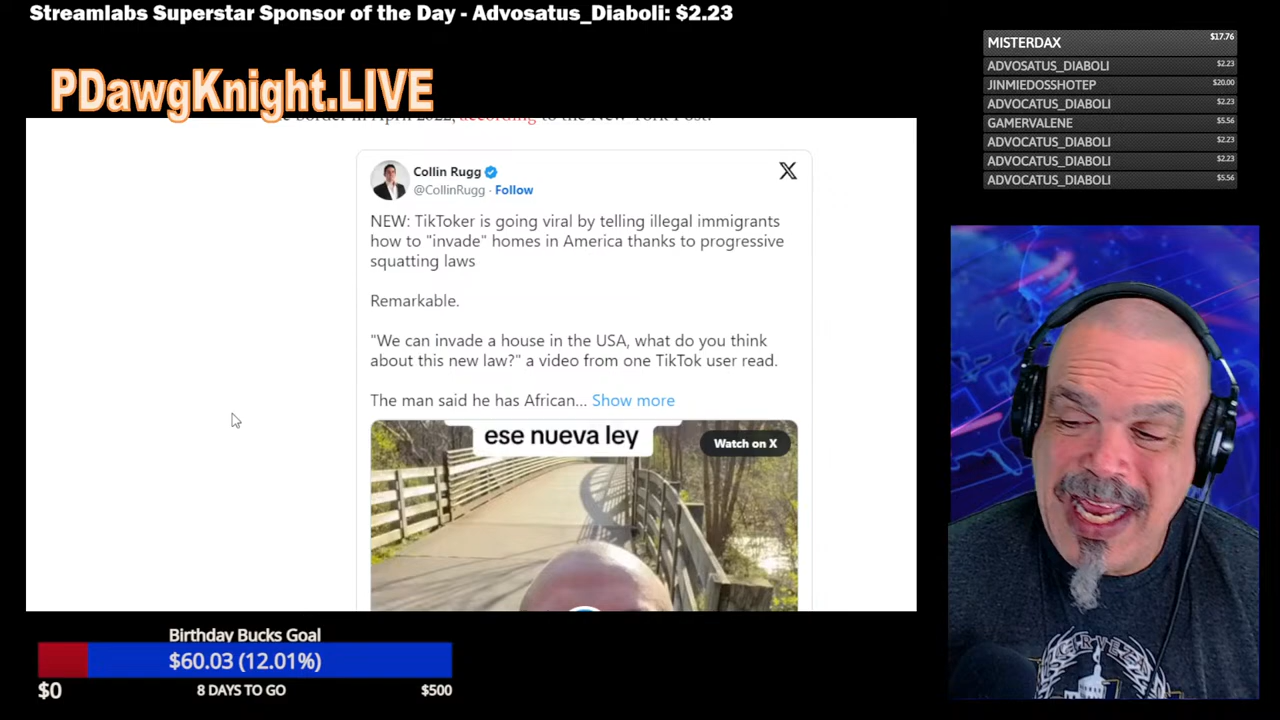 Streamlabs Superstar Sponsor of the Day - Advosatus_Diaboli: $2.23
PDawgKnight.LIVE
border in April 2022, according to the New York Post.
Collin Rugg
@CollinRugg · Follow
X
NEW: TikToker is going viral by telling illegal immigrants
how to "invade" homes in America thanks to progressive
squatting laws
Remarkable.
"We can invade a house in the USA, what do you think
about this new law?" a video from one TikTok user read.
The man said he has African... Show more
ese nueva ley
Watch on X
Birthday Bucks Goal
$60.03 (12.01%)
$0 8 DAYS TO GO $500
MISTERDAX $17.76
ADVOSATUS_DIABOLI $2.23
JINMIEDOSSHOTEP $20.00
ADVOCATUS_DIABOLI $2.23
GAMERVALENE $5.56
ADVOCATUS_DIABOLI $2.23
ADVOCATUS_DIABOLI $2.23
ADVOCATUS_DIABOLI $5.56
CERVEZA